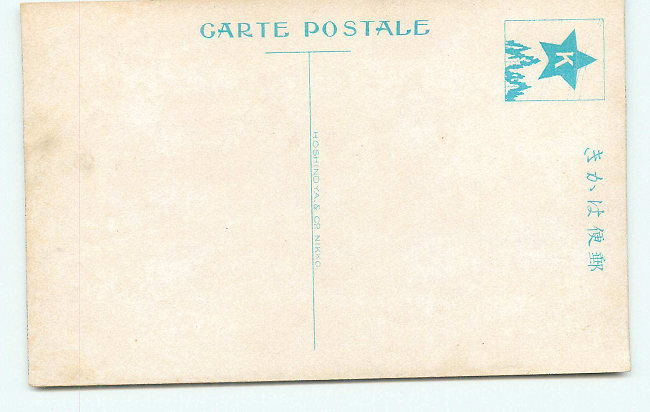 CARTE POSTALE
K
HOSHINOYA & CO. NIKKO.
郵便はかき